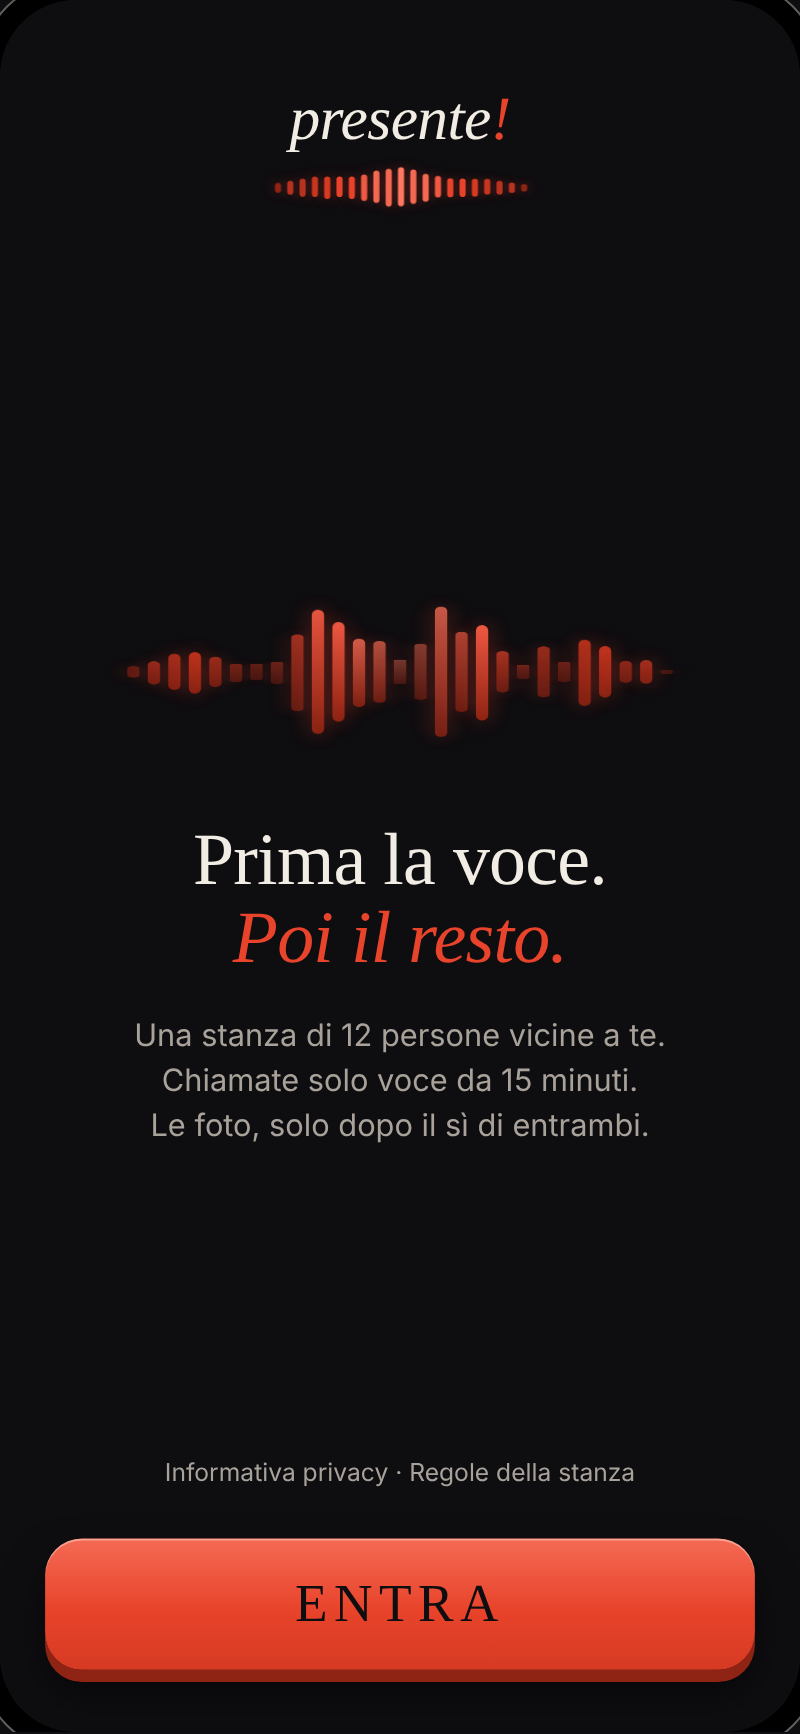 presente!
Prima la voce.
Poi il resto.
Una stanza di 12 persone vicine a te.
Chiamate solo voce da 15 minuti.
Le foto, solo dopo il sì di entrambi.
Informativa privacy · Regole della stanza
ENTRA